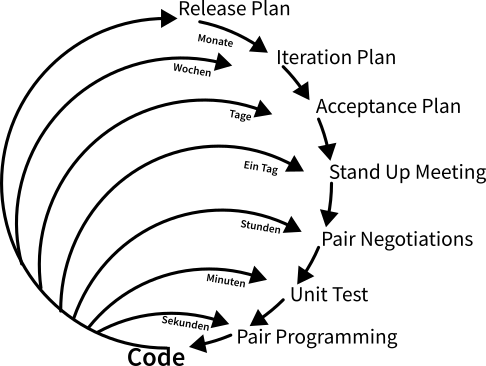 Release Plan
Monate
Iteration Plan
Wochen
Acceptance Plan
Tage
Stand Up Meeting
Ein Tag
Pair Negotiations
Stunden
Unit Test
Minuten
Pair Programming
Sekunden
Code